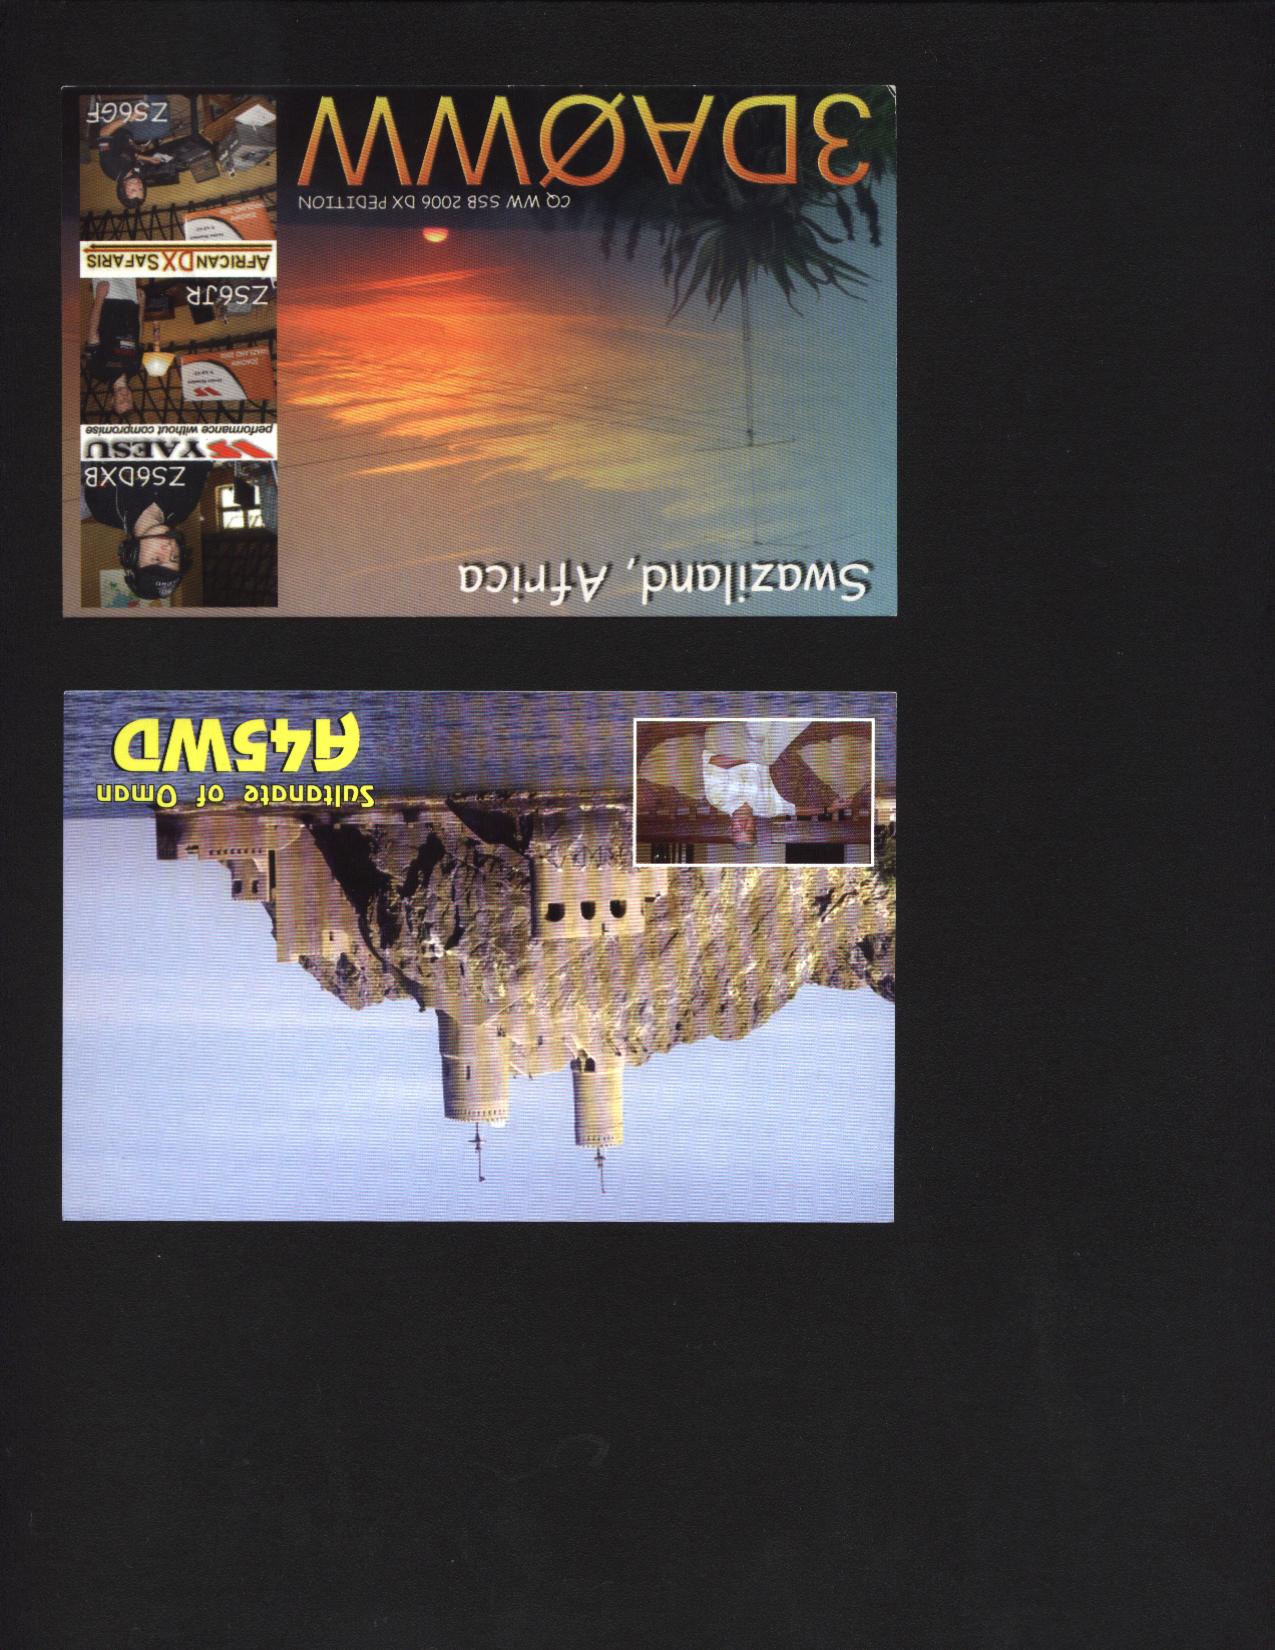 Swaziland, Africa
CQ WW SSB 2006 DX PEDITION
3DAØWW
ZS6DXB
YAESU
performance without compromise
ZS6JR
AFRICAN DX SAFARIS
ZS6GF
Sultanate of Oman
A45WD